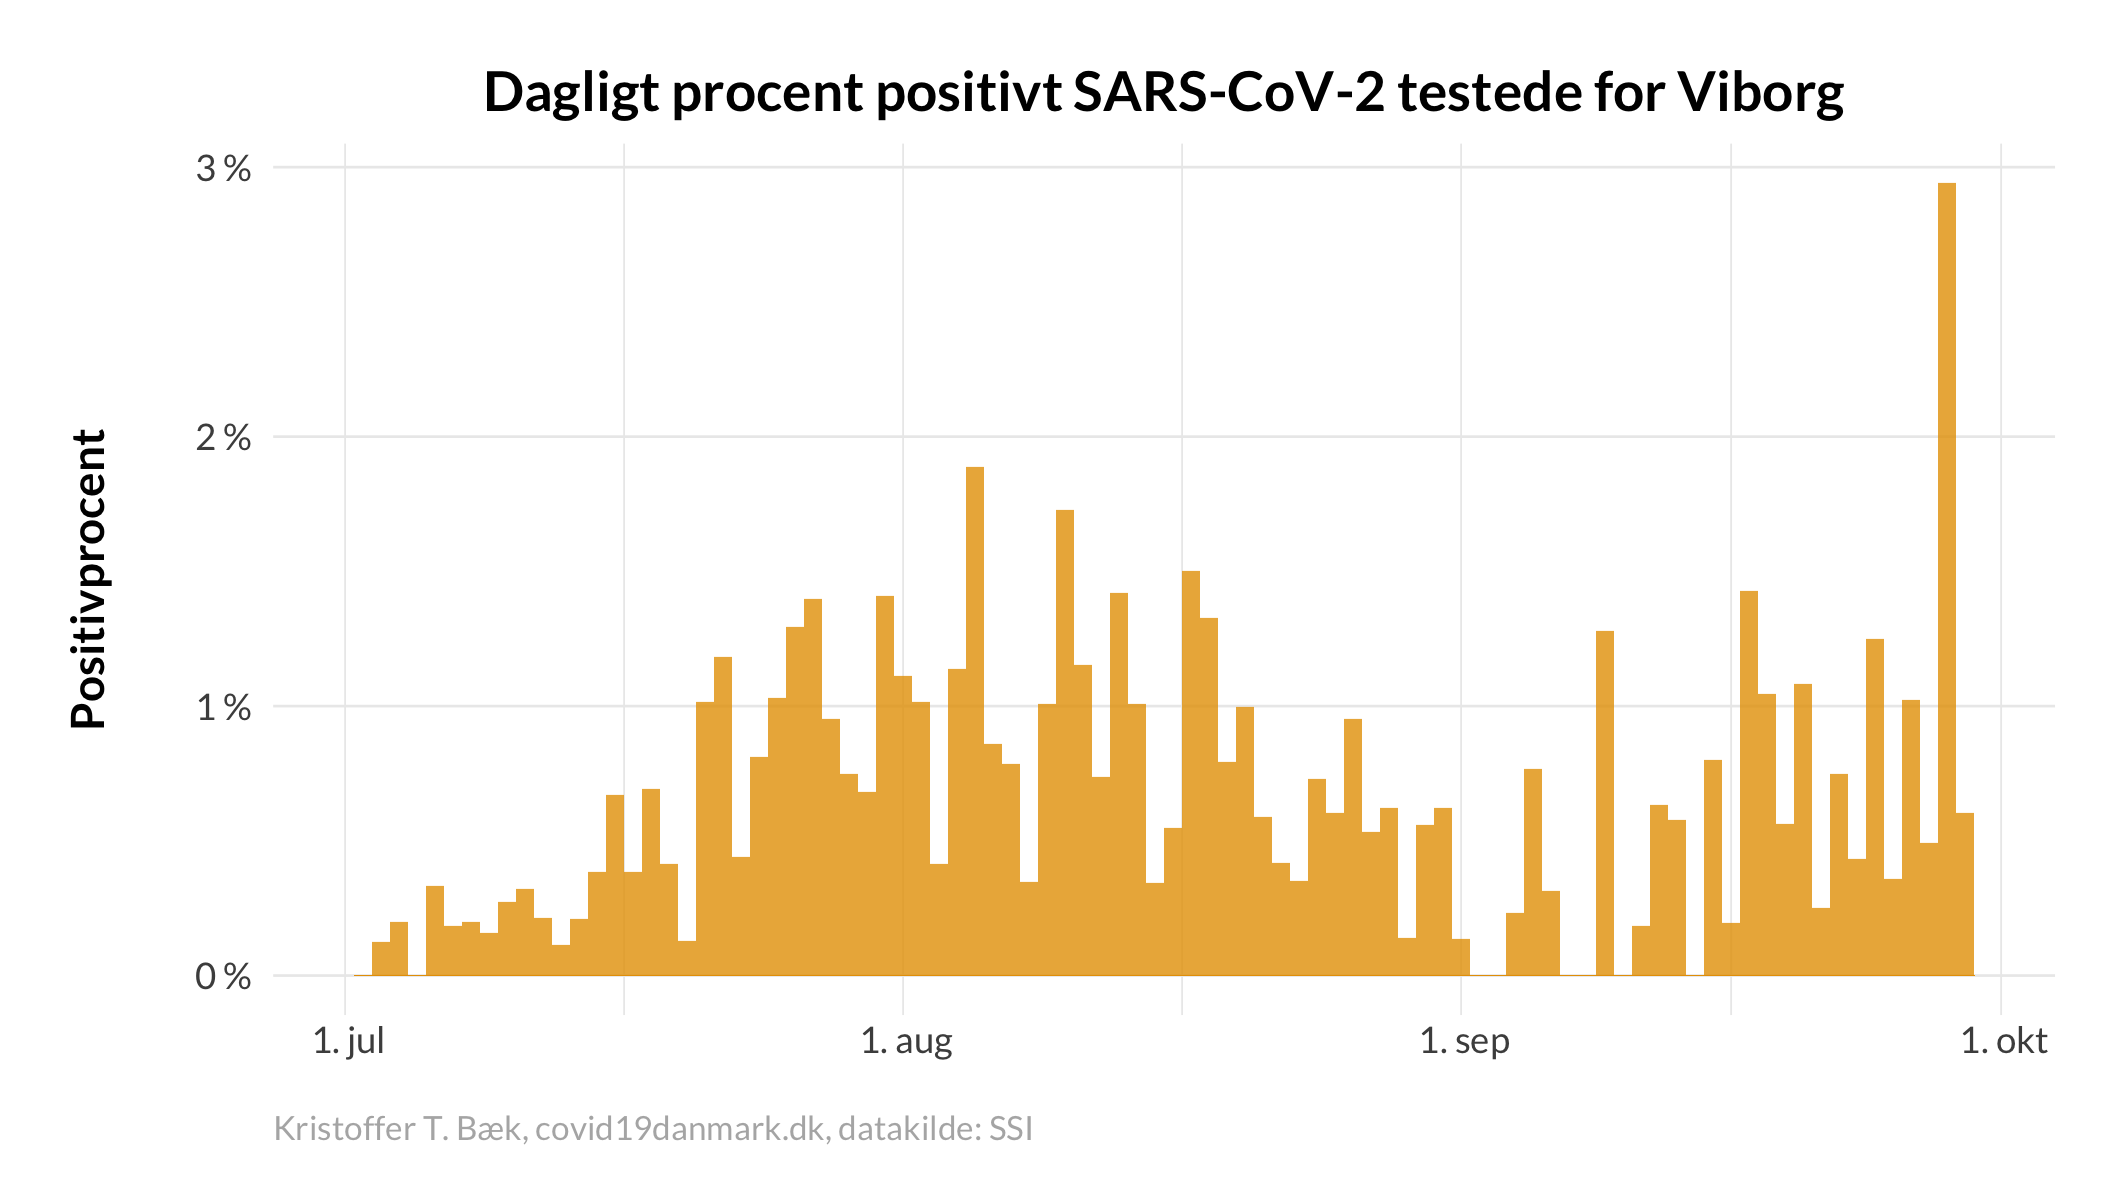 Dagligt procent positivt SARS-CoV-2 testede for Viborg
Positivprocent
3 %
2 %
1 %
0 %
1. jul
1. aug
1. sep
1. okt
Kristoffer T. Bæk, covid19danmark.dk, datakilde: SSI